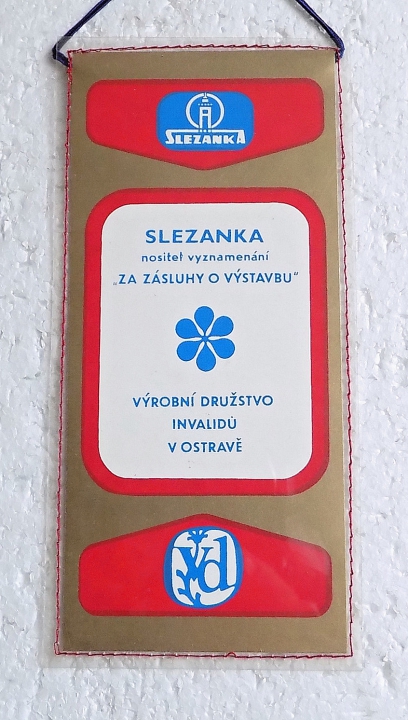 SLEZANKA
SLEZANKA
nositel vyznamenání
„ZA ZÁSLUHY O VÝSTAVBU"
VÝROBNÍ DRUŽSTVO
INVALIDŮ
V OSTRAVĚ
vd